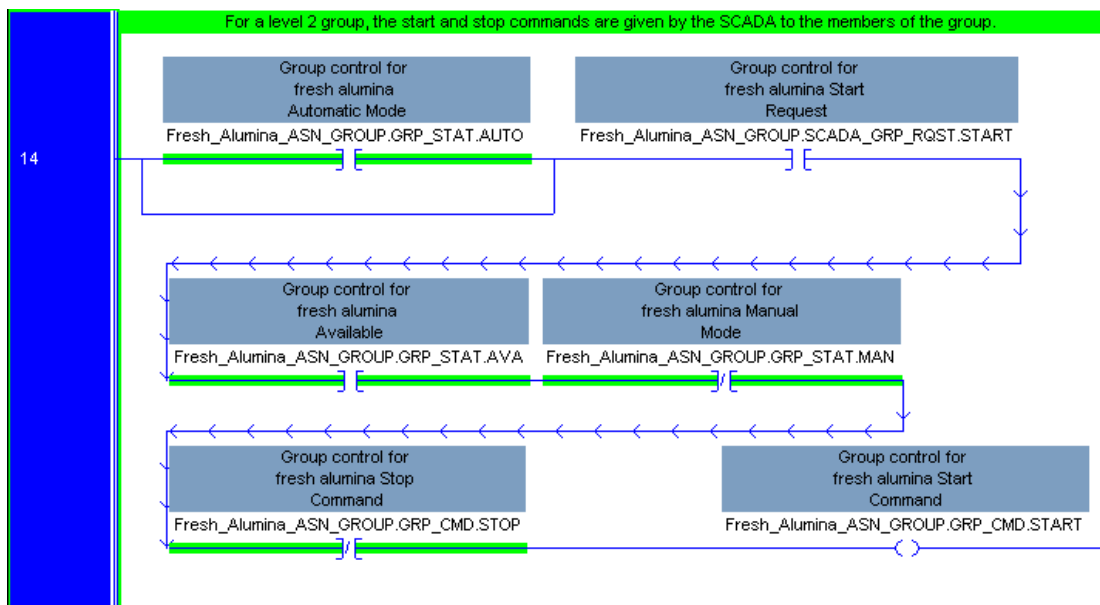 For a level 2 group, the start and stop commands are given by the SCADA to the members of the group.
Group control for
fresh alumina
Automatic Mode
Fresh_Alumina_ASN_GROUP.GRP_STAT.AUTO
Group control for
fresh alumina Start
Request
Fresh_Alumina_ASN_GROUP.SCADA_GRP_RQST.START
14
Group control for
fresh alumina
Available
Fresh_Alumina_ASN_GROUP.GRP_STAT.AVA
Group control for
fresh alumina Manual
Mode
Fresh_Alumina_ASN_GROUP.GRP_STAT.MAN
Group control for
fresh alumina Stop
Command
Fresh_Alumina_ASN_GROUP.GRP_CMD.STOP
Group control for
fresh alumina Start
Command
Fresh_Alumina_ASN_GROUP.GRP_CMD.START